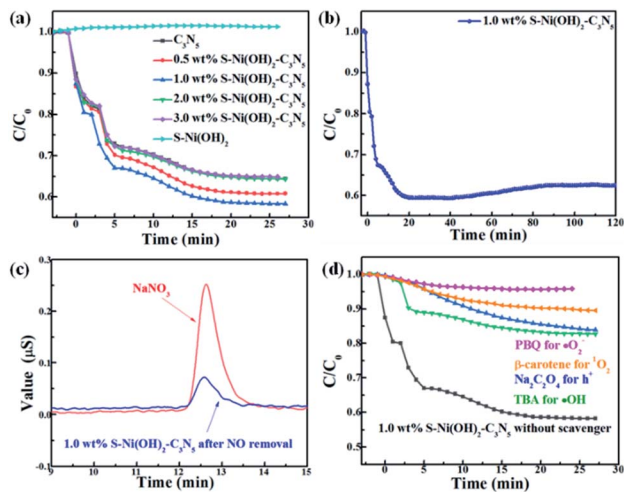 (a)
C/C0
1.0
0.9
0.8
0.7
0.6
C3N5
0.5 wt% S-Ni(OH)2-C3N5
1.0 wt% S-Ni(OH)2-C3N5
2.0 wt% S-Ni(OH)2-C3N5
3.0 wt% S-Ni(OH)2-C3N5
S-Ni(OH)2
0 5 10 15 20 25 30
Time (min)
(b)
C/C0
1.0
0.9
0.8
0.7
0.6
1.0 wt% S-Ni(OH)2-C3N5
0 20 40 60 80 100 120
Time (min)
(c)
Value (μS)
0.3
0.2
0.1
0.0
-0.1
NaNO3
1.0 wt% S-Ni(OH)2-C3N5 after NO removal
9 10 11 12 13 14 15
Time (min)
(d)
C/C0
1.0
0.9
0.8
0.7
0.6
0.5
PBQ for •O2-
β-carotene for 1O2
Na2C2O4 for h+
TBA for •OH
1.0 wt% S-Ni(OH)2-C3N5 without scavenger
0 5 10 15 20 25 30
Time (min)